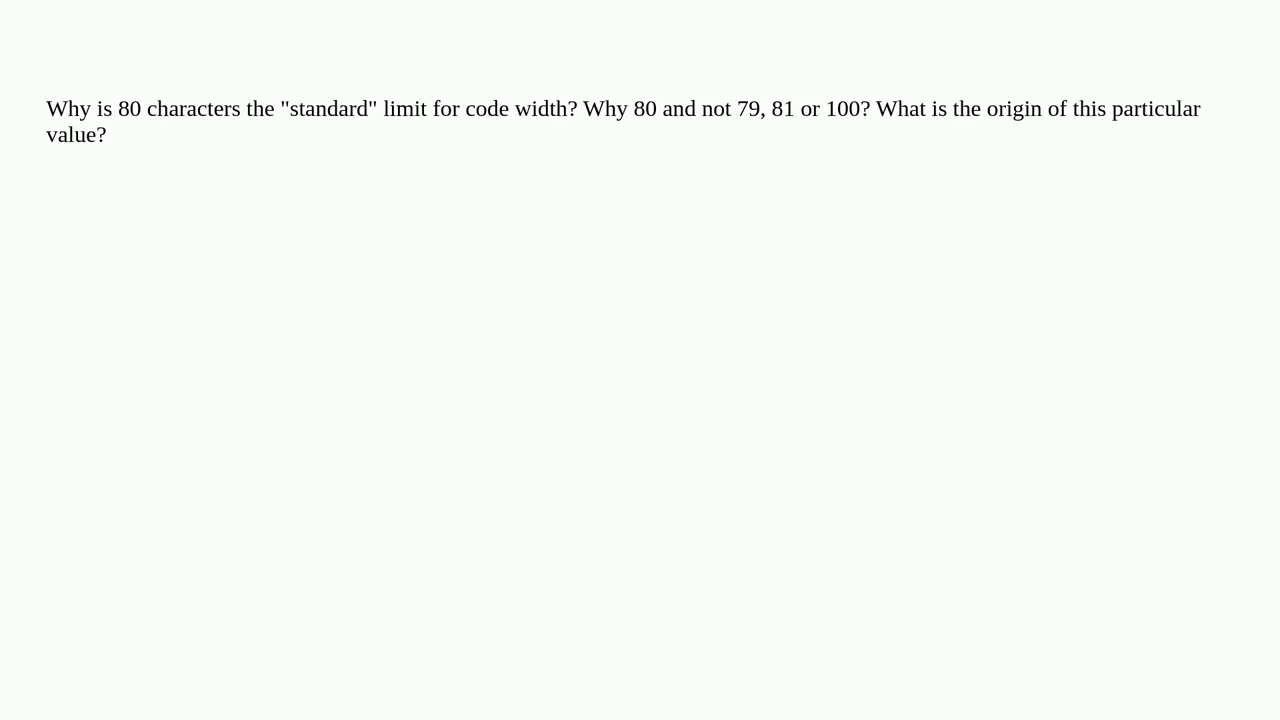 Why is 80 characters the "standard" limit for code width? Why 80 and not 79, 81 or 100? What is the origin of this particular
value?